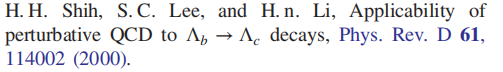 H. H. Shih, S. C. Lee, and H. n. Li, Applicability of
perturbative QCD to Λb → Λc decays, Phys. Rev. D 61,
114002 (2000).